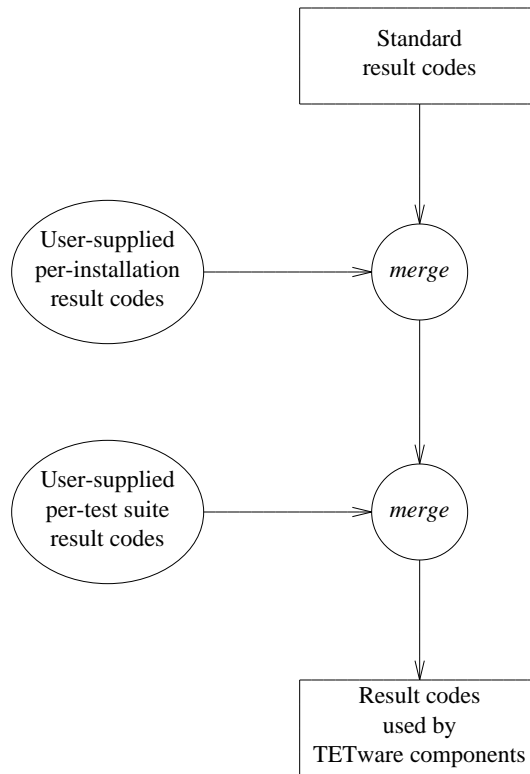 Standard
result codes
User-supplied
per-installation
result codes
merge
User-supplied
per-test suite
result codes
merge
Result codes
used by
TETware components